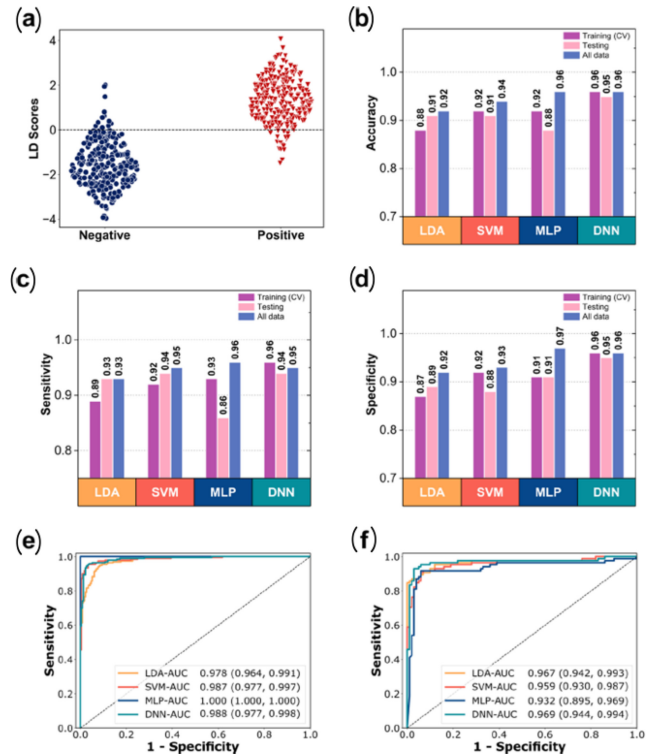 (a)
LD Scores
4
2
0
−2
−4
Negative Positive
(b)
Training (CV)
Testing
All data
Accuracy
1.0
0.9
0.8
0.7
0.88 0.91 0.92 0.92 0.91 0.94 0.92 0.88 0.96 0.96 0.95 0.96
LDA SVM MLP DNN
(c)
Training (CV)
Testing
All data
Sensitivity
1.0
0.9
0.8
0.89 0.93 0.93 0.92 0.94 0.95 0.93 0.86 0.96 0.96 0.94 0.95
LDA SVM MLP DNN
(d)
Training (CV)
Testing
All data
Specificity
1.0
0.9
0.8
0.7
0.87 0.89 0.92 0.92 0.88 0.93 0.91 0.91 0.97 0.96 0.95 0.96
LDA SVM MLP DNN
(e)
Sensitivity
1.0
0.8
0.6
0.4
0.2
0.0
LDA-AUC 0.978 (0.964, 0.991)
SVM-AUC 0.987 (0.977, 0.997)
MLP-AUC 1.000 (1.000, 1.000)
DNN-AUC 0.988 (0.977, 0.998)
0.0 0.2 0.4 0.6 0.8 1.0
1 - Specificity
(f)
Sensitivity
1.0
0.8
0.6
0.4
0.2
0.0
LDA-AUC 0.967 (0.942, 0.993)
SVM-AUC 0.959 (0.930, 0.987)
MLP-AUC 0.932 (0.895, 0.969)
DNN-AUC 0.969 (0.944, 0.994)
0.0 0.2 0.4 0.6 0.8 1.0
1 - Specificity